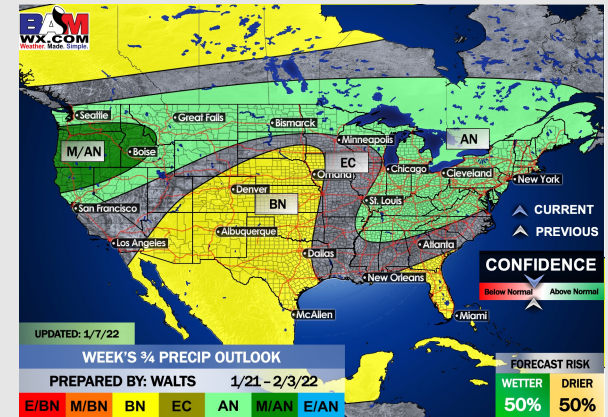 BAM
WX.COM
Weather. Made. Simple.
Seattle
Great Falls
Bismarck
Minneapolis
M/AN
Boise
AN
EC
Chicago
Cleveland
Omaha
New York
Denver
BN
St. Louis
San Francisco
CURRENT
Albuquerque
PREVIOUS
Los Angeles
Atlanta
Dallas
CONFIDENCE
New Orleans
Below Normal
Above Normal
McAllen
Miami
UPDATED: 1/7/22
WEEK'S ¾ PRECIP OUTLOOK
FORECAST RISK
PREPARED BY: WALTS 1/21 – 2/3/22
WETTER
DRIER
50%
50%
E/BN M/BN BN EC AN M/AN E/AN